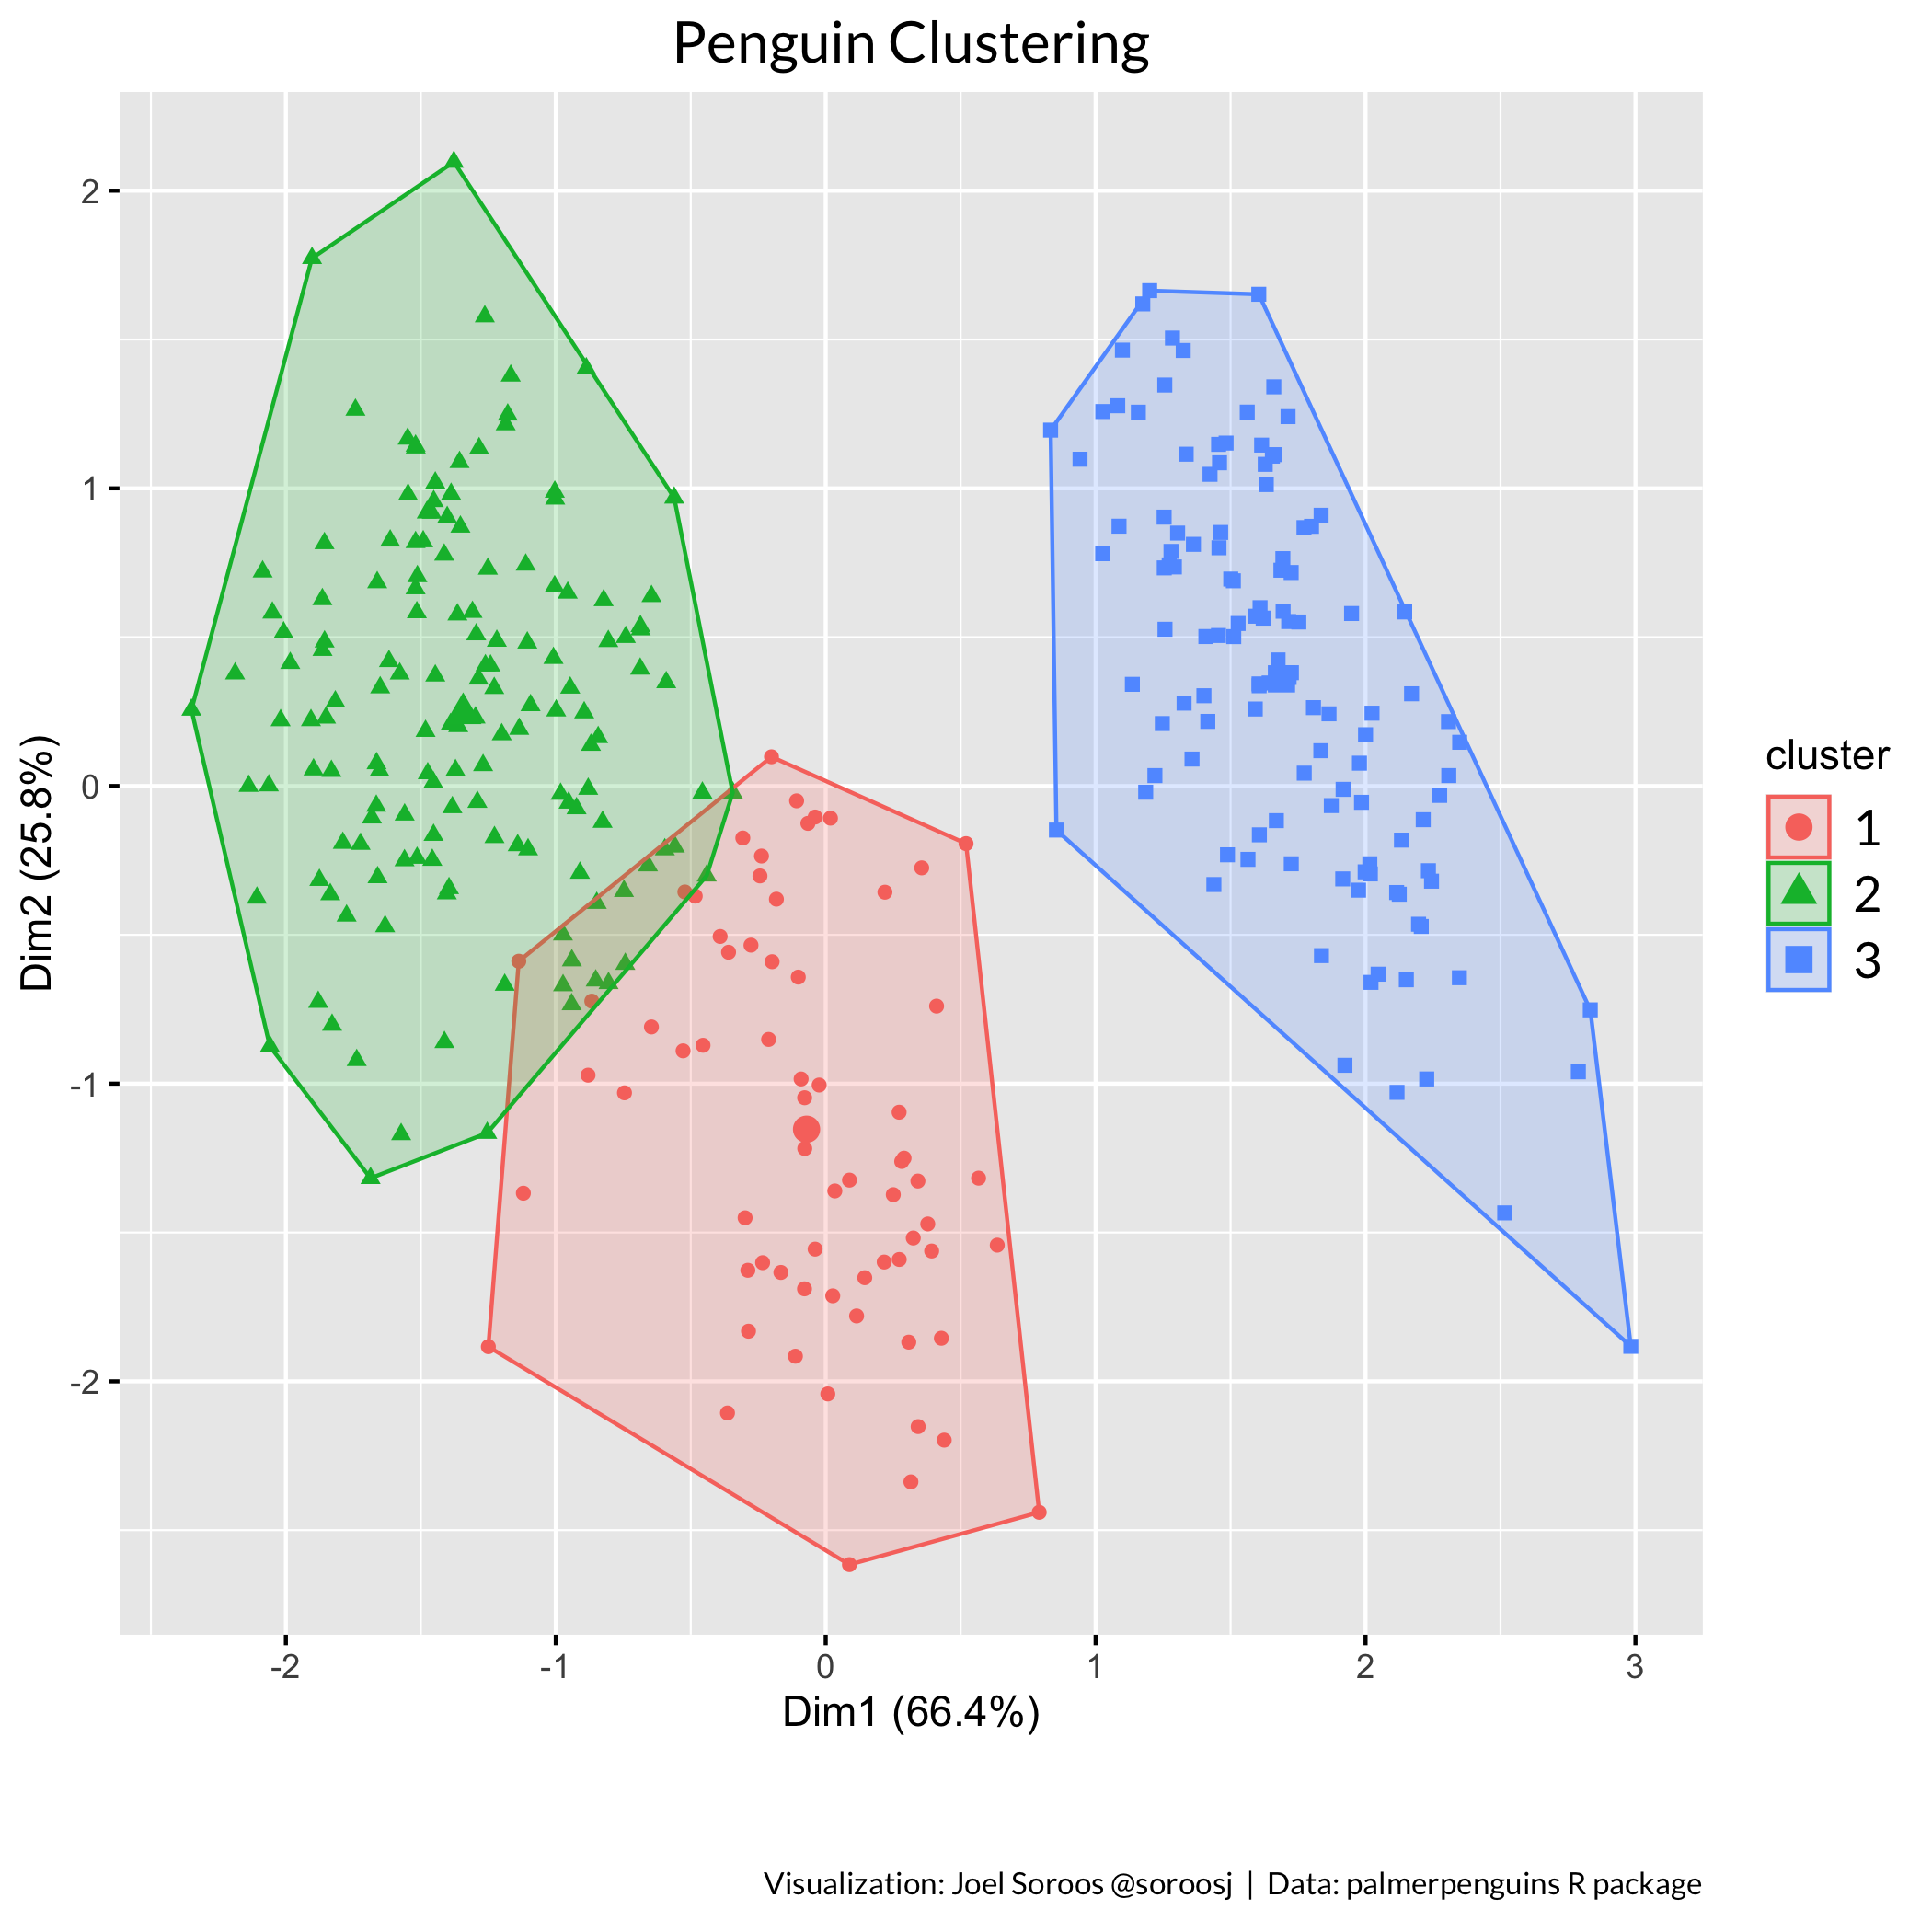 Penguin Clustering
2
1
0
-1
-2
Dim2 (25.8%)
-2 -1 0 1 2 3
Dim1 (66.4%)
cluster
1
2
3
Visualization: Joel Soroos @soroosj | Data: palmerpenguins R package